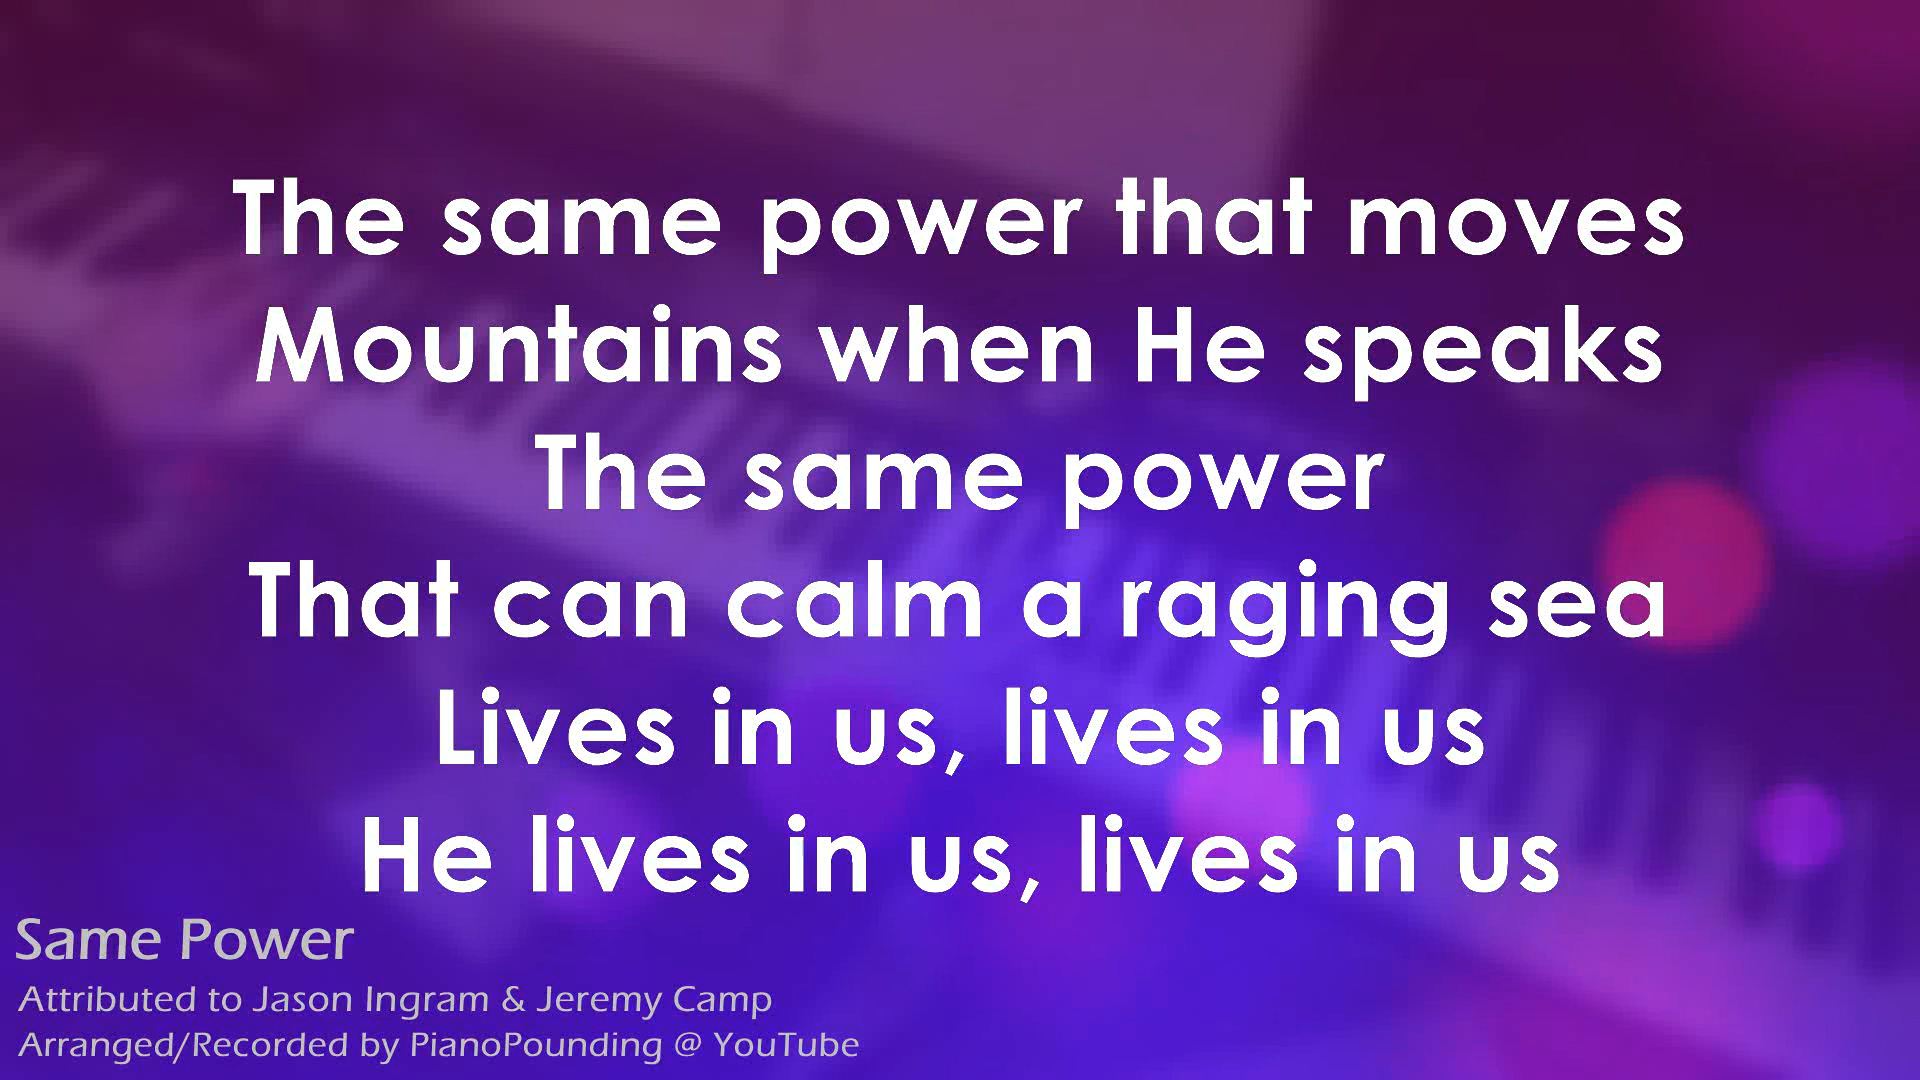 The same power that moves
Mountains when He speaks
The same power
That can calm a raging sea
Lives in us, lives in us
He lives in us, lives in us
Same Power
Attributed to Jason Ingram & Jeremy Camp
Arranged/Recorded by PianoPounding @ YouTube